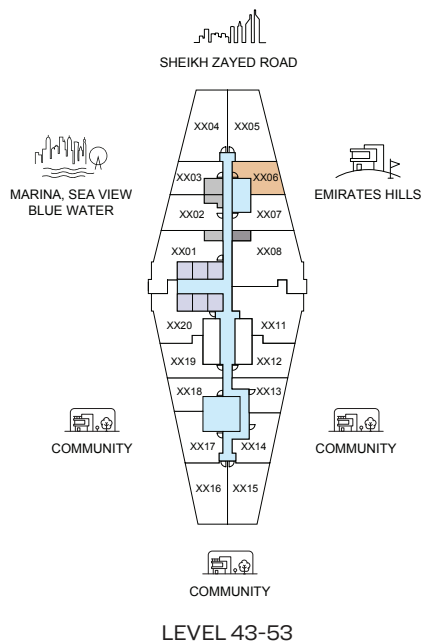 SHEIKH ZAYED ROAD
XX04 XX05
XX03 XX06
MARINA, SEA VIEW
BLUE WATER
EMIRATES HILLS
XX02 XX07
XX01 XX08
XX20 XX11
XX19 XX12
XX18 XX13
COMMUNITY
COMMUNITY
XX17 XX14
XX16 XX15
COMMUNITY
LEVEL 43-53